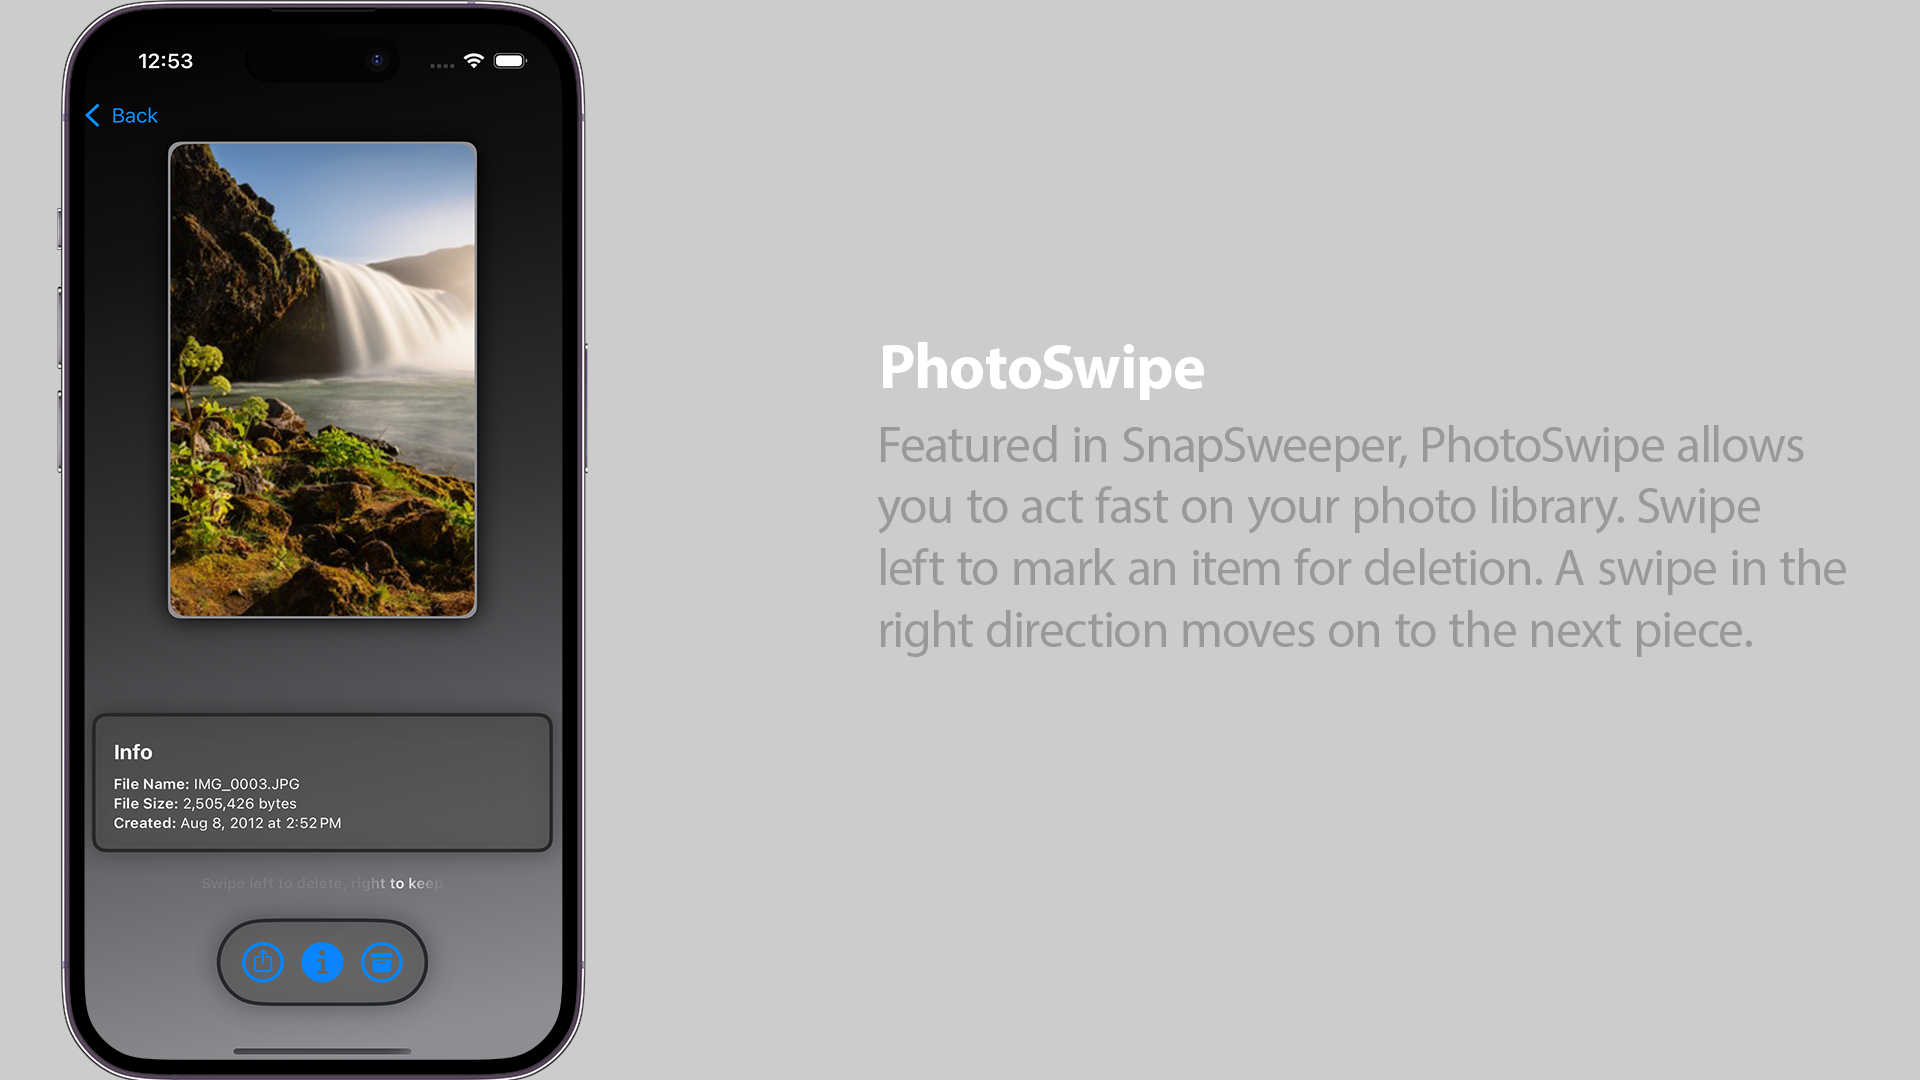 12:53
Back
Info
File Name: IMG_0003.JPG
File Size: 2,505,426 bytes
Created: Aug 8, 2012 at 2:52 PM
Swipe left to delete, right to keep
PhotoSwipe
Featured in SnapSweeper, PhotoSwipe allows
you to act fast on your photo library. Swipe
left to mark an item for deletion. A swipe in the
right direction moves on to the next piece.